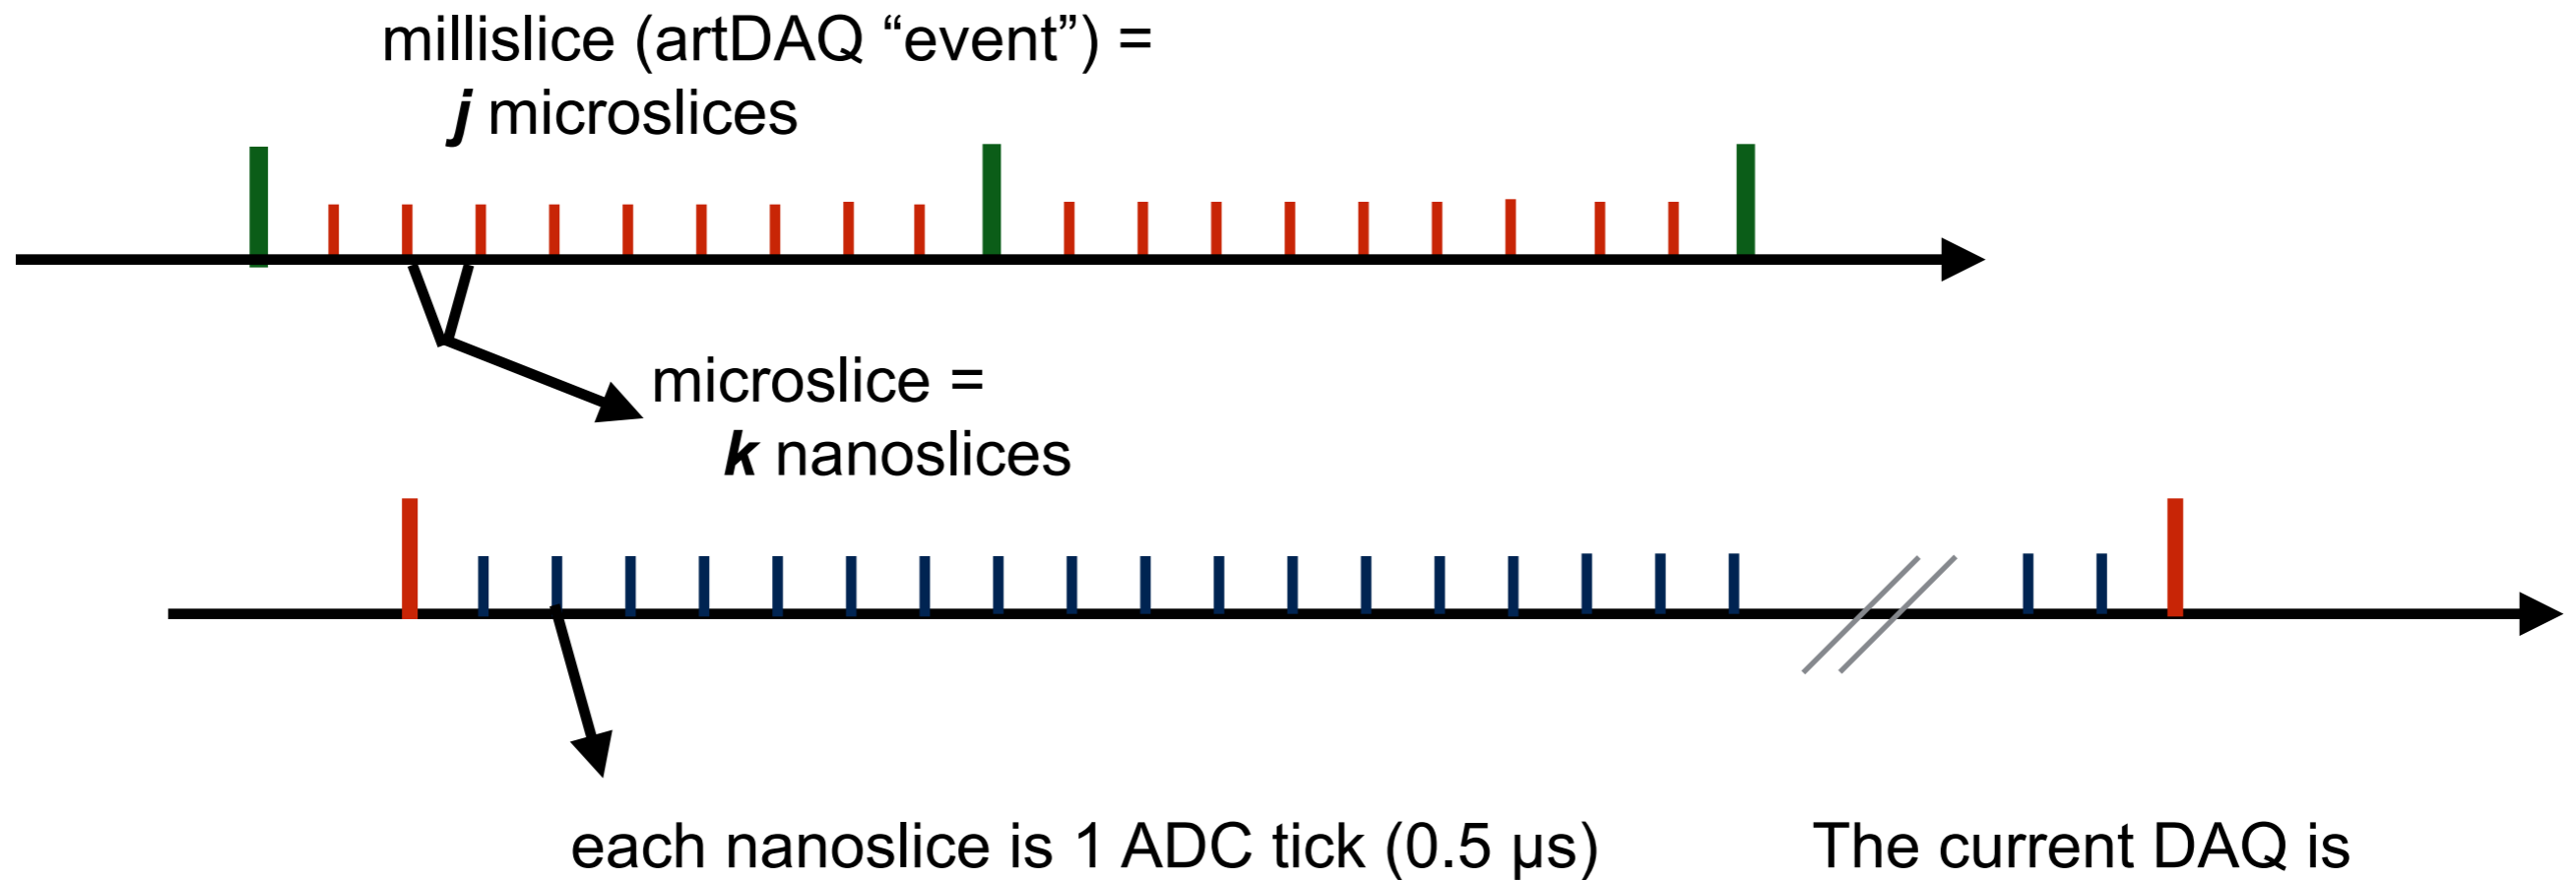 millislice (artDAQ “event”) =
j microslices
microslice =
k nanoslices
each nanoslice is 1 ADC tick (0.5 µs)
The current DAQ is